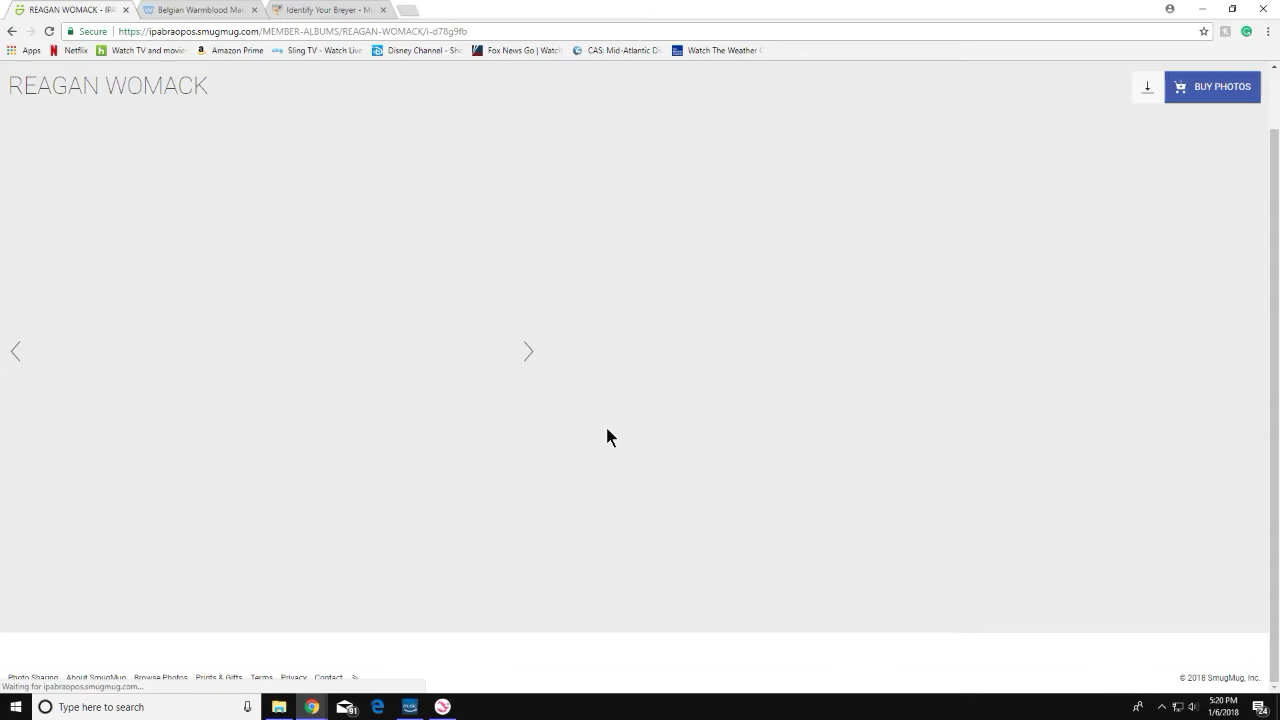 REAGAN WOMACK - IPA
Belgian Warmblood Ma
Identify Your Breyer - M
Secure
https://ipabraopos.smugmug.com/MEMBER-ALBUMS/REAGAN-WOMACK/i-d78g9fb
Apps
Netflix
Watch TV and movie
Amazon Prime
Sling TV - Watch Live
Disney Channel - Sho
Fox News Go | Watch
CAS: Mid-Atlantic Di
Watch The Weather C
REAGAN WOMACK
BUY PHOTOS
Photo Sharing
About SmugMug
Browse Photos
Prints & Gifts
Terms
Privacy
Contact
© 2018 SmugMug, Inc.
Waiting for ipabraopos.smugmug.com...
Type here to search
5:20 PM
1/6/2018